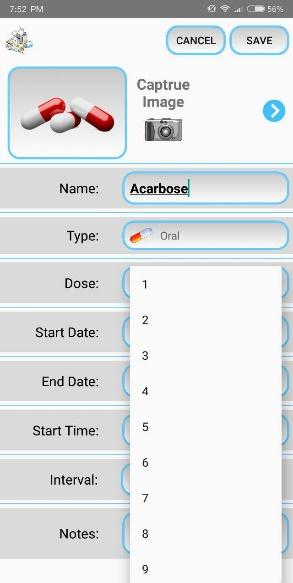 7:52 PM
56%
CANCEL
SAVE
Captrue
Image
Name:
Acarbose
Type:
Oral
Dose:
1
2
Start Date:
3
End Date:
4
Start Time:
5
6
Interval:
7
Notes:
8
9